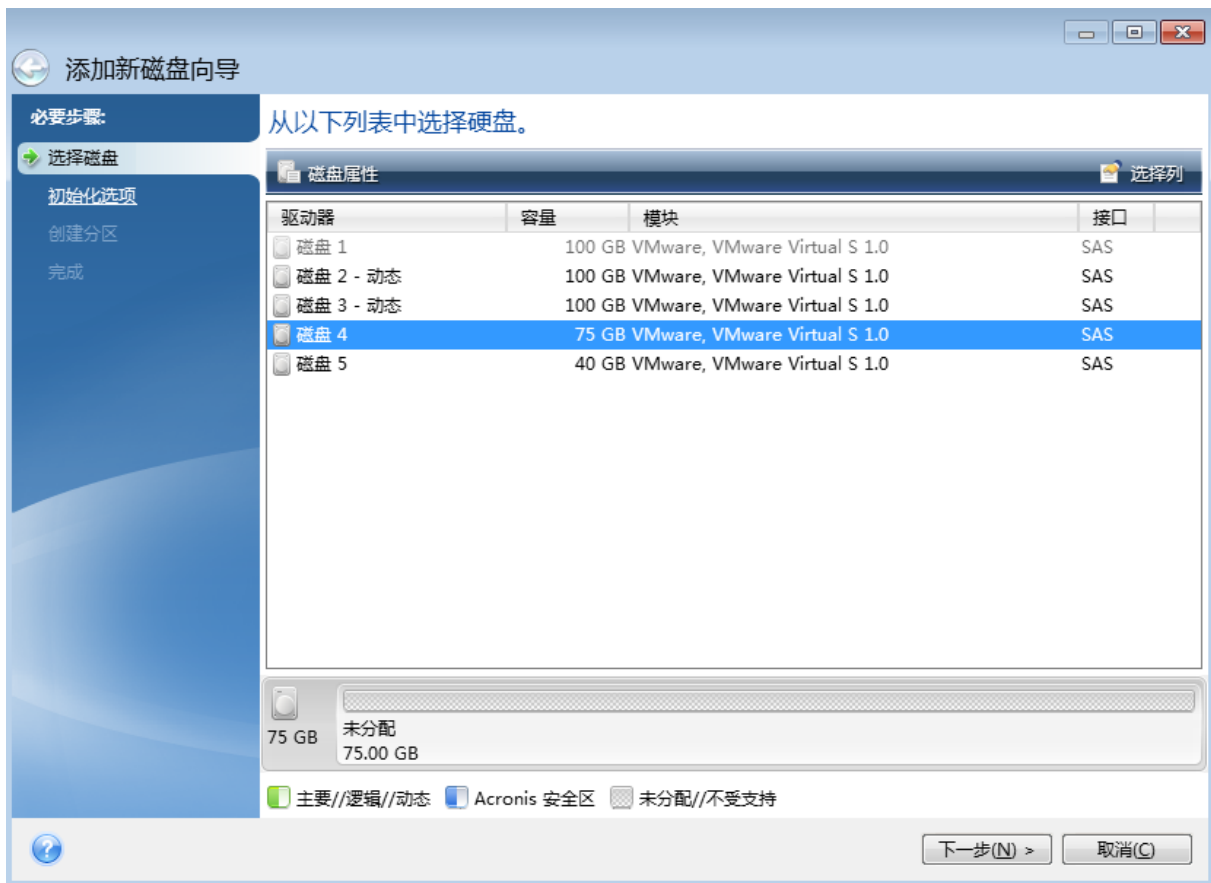 添加新磁盘向导
必要步骤:
选择磁盘
初始化选项
创建分区
完成
从以下列表中选择硬盘。
磁盘属性 选择列
驱动器 容量 模块 接口
磁盘 1 100 GB VMware, VMware Virtual S 1.0 SAS
磁盘 2 - 动态 100 GB VMware, VMware Virtual S 1.0 SAS
磁盘 3 - 动态 100 GB VMware, VMware Virtual S 1.0 SAS
磁盘 4 75 GB VMware, VMware Virtual S 1.0 SAS
磁盘 5 40 GB VMware, VMware Virtual S 1.0 SAS
75 GB
未分配
75.00 GB
主要//逻辑//动态 Acronis 安全区 未分配//不受支持
下一步(N) > 取消(C)